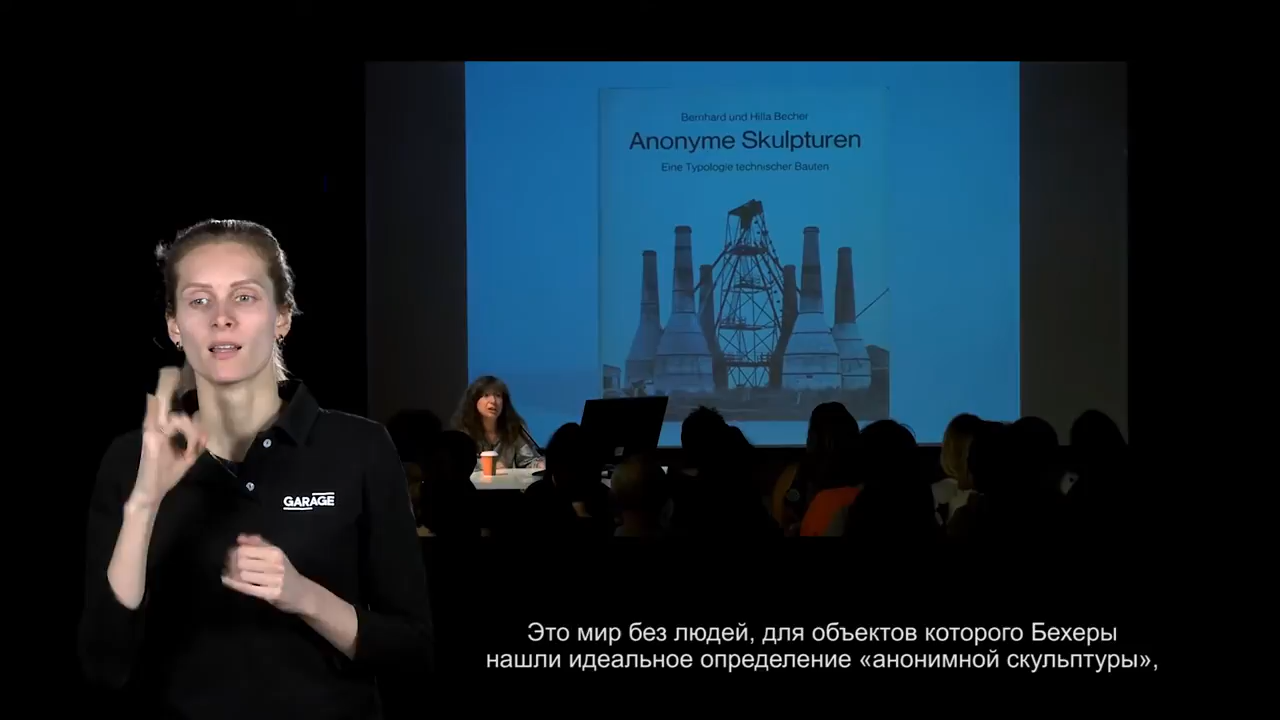 Bernhard und Hilla Becher
Anonyme Skulpturen
Eine Typologie technischer Bauten
GARAGE
Это мир без людей, для объектов которого Бехеры
нашли идеальное определение «анонимной скульптуры»,